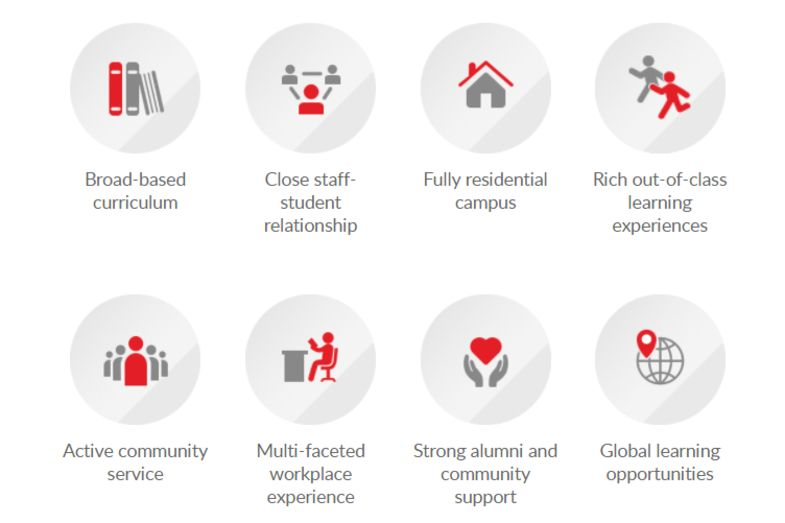 Broad-based
curriculum
Close staff-
student
relationship
Fully residential
campus
Rich out-of-class
learning
experiences
Active community
service
Multi-faceted
workplace
experience
Strong alumni and
community
support
Global learning
opportunities